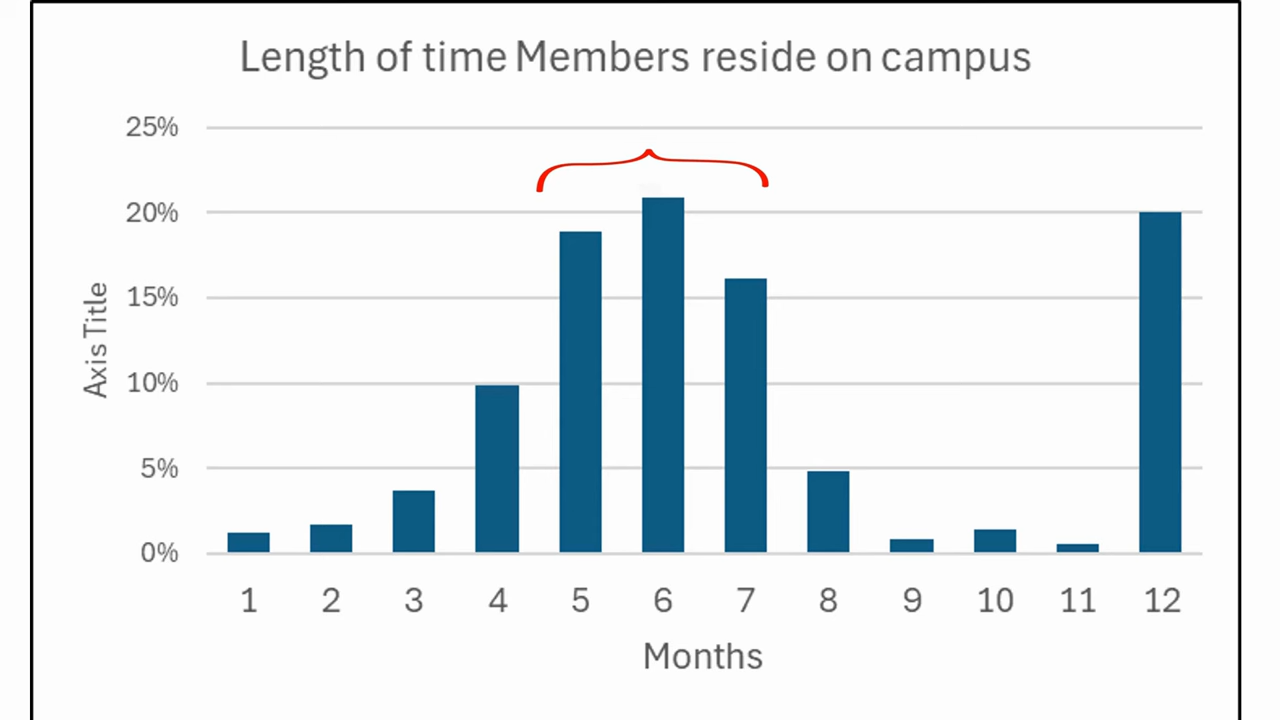 Length of time Members reside on campus
25%
20%
15%
10%
5%
0%
Axis Title
1 2 3 4 5 6 7 8 9 10 11 12
Months